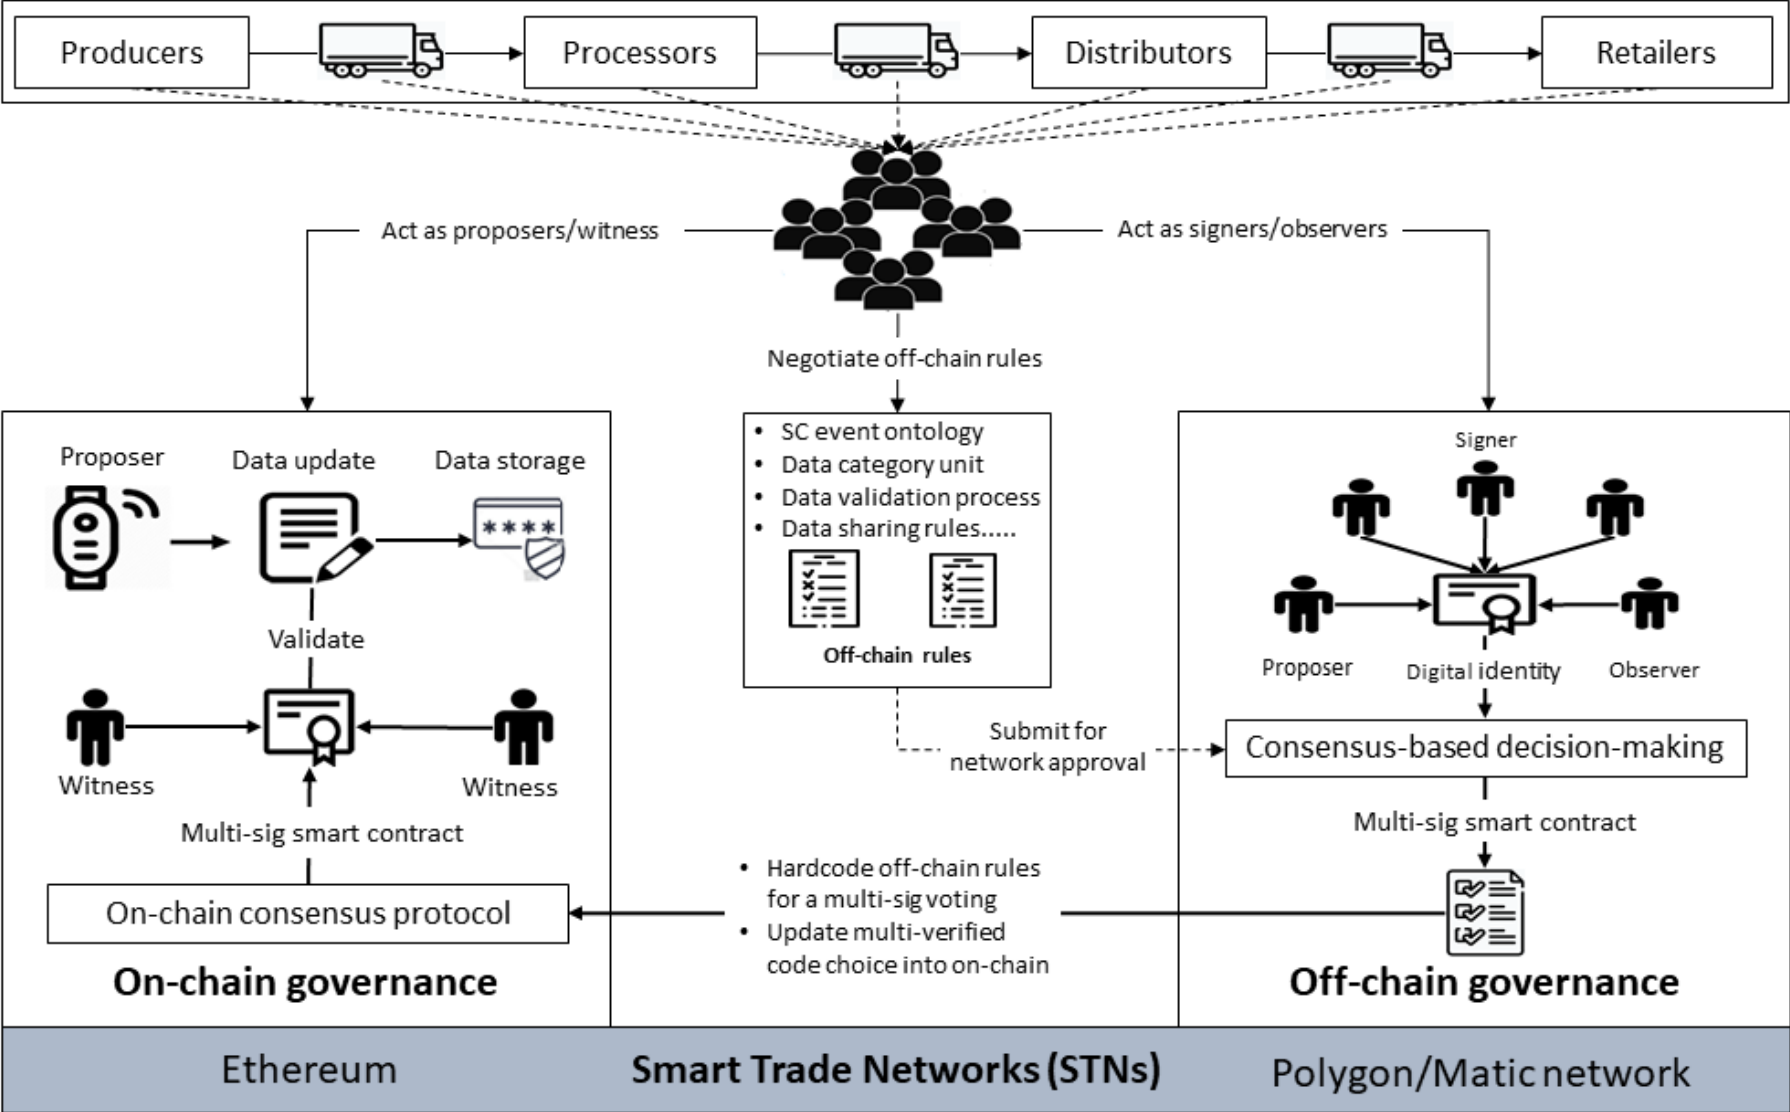 Producers
Processors
Distributors
Retailers
Act as proposers/witness
Act as signers/observers
Negotiate off-chain rules
Proposer
Data update
Data storage
****
Validate
Witness
Witness
Multi-sig smart contract
On-chain consensus protocol
On-chain governance
• SC event ontology
• Data category unit
• Data validation process
• Data sharing rules.....
Off-chain rules
Submit for
network approval
• Hardcode off-chain rules
for a multi-sig voting
• Update multi-verified
code choice into on-chain
Signer
Proposer
Digital identity
Observer
Consensus-based decision-making
Multi-sig smart contract
Off-chain governance
Ethereum
Smart Trade Networks (STNs)
Polygon/Matic network